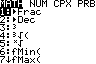 MATH NUM CPX PRB
1:▶Frac
2:▶Dec
3:³
4:³√(
5:ˣ√
6:fMin(
7↓fMax(